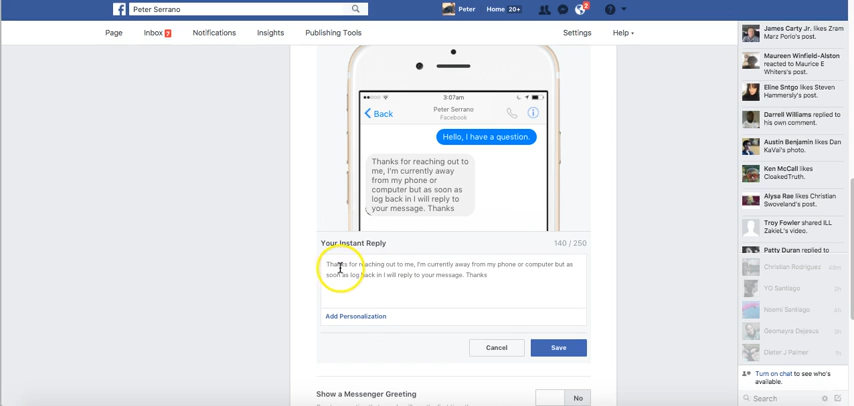 Peter Serrano
Peter
Home 20+
2
Page
Inbox 7
Notifications
Insights
Publishing Tools
Settings
Help
3:07am
Back
Peter Serrano
Facebook
Hello, I have a question.
Thanks for reaching out to
me, I'm currently away
from my phone or
computer but as soon as
log back in I will reply to
your message. Thanks
Your Instant Reply
140 / 250
Thanks for reaching out to me, I'm currently away from my phone or computer but as
soon as log back in I will reply to your message. Thanks
Add Personalization
Cancel
Save
Show a Messenger Greeting
No
James Carty Jr. likes Zram
Marz Porlo's post.
Maureen Winfield-Alston
reacted to Maurice E
Whiters's post.
Eline Sntgo likes Steven
Hammersly's post.
Darrell Williams replied to
his own comment.
Austin Benjamin likes Dan
KaVai's photo.
Ken McCall likes
CloakedTruth.
Alysa Rae likes Christian
Swoveland's post.
Troy Fowler shared ILL
ZakieL's video.
Patty Duran replied to
Christian Rodriguez
YO Santiago
Noemi Santiago
Geomayra Dejesus
Dieter J Palmer
Turn on chat to see who's
available.
Search